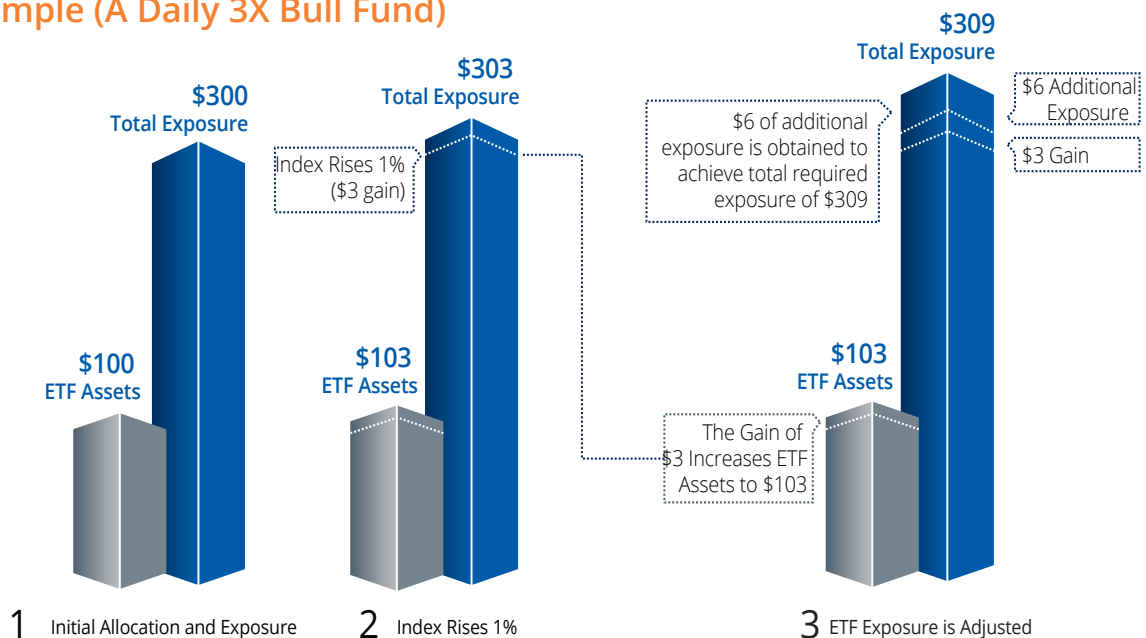 mple (A Daily 3X Bull Fund)
$300
Total Exposure
$100
ETF Assets
1 Initial Allocation and Exposure
$303
Total Exposure
Index Rises 1%
($3 gain)
$103
ETF Assets
2 Index Rises 1%
$309
Total Exposure
$6 of additional
exposure is obtained to
achieve total required
exposure of $309
$6 Additional
Exposure
$3 Gain
$103
ETF Assets
The Gain of
$3 Increases ETF
Assets to $103
3 ETF Exposure is Adjusted